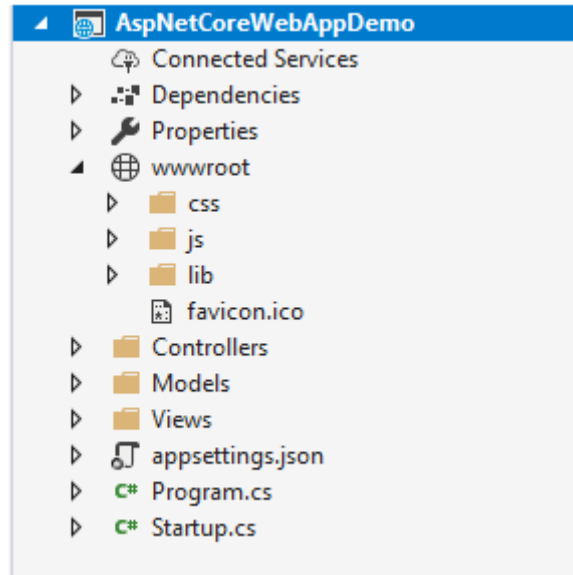 AspNetCoreWebAppDemo
Connected Services
Dependencies
Properties
wwwroot
css
js
lib
favicon.ico
Controllers
Models
Views
appsettings.json
C# Program.cs
C# Startup.cs